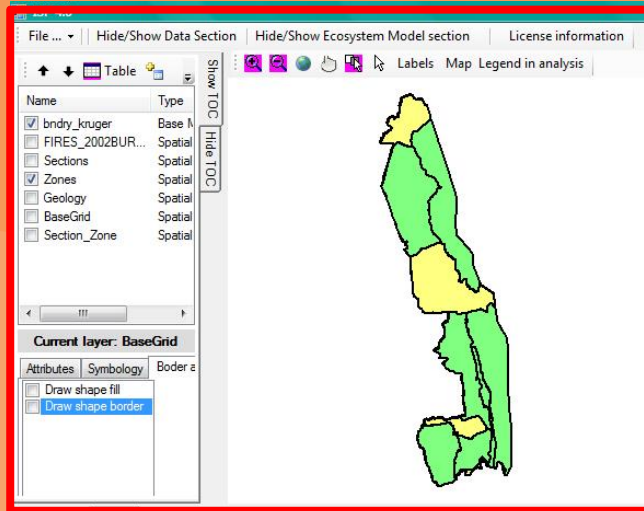 File ...
Hide/Show Data Section
Hide/Show Ecosystem Model section
License information
Table
Labels
Map Legend in analysis
Show TOC
Hide TOC
Name Type
bndry_kruger Base M
FIRES_2002BUR... Spatial
Sections Spatial
Zones Spatial
Geology Spatial
BaseGrid Spatial
Section_Zone Spatial
Current layer: BaseGrid
Attributes Symbology Boder a
Draw shape fill
Draw shape border